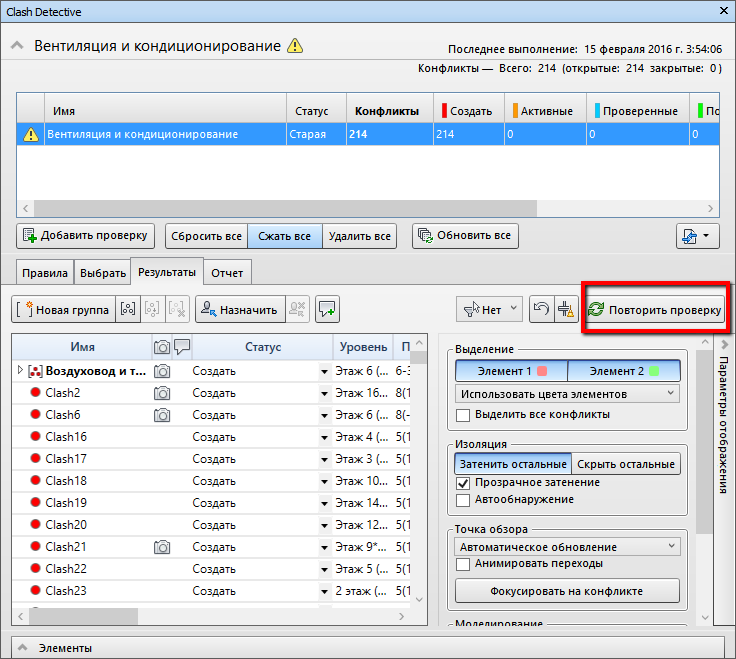 Clash Detective
Вентиляция и кондиционирование
Последнее выполнение: 15 февраля 2016 г. 3:54:06
Конфликты — Всего: 214 (открытые: 214 закрытые: 0 )
Имя Статус Конфликты Создать Активные Проверенные По
Вентиляция и кондиционирование Старая 214 214 0 0 0
Добавить проверку Сбросить все Сжать все Удалить все Обновить все
Правила Выбрать Результаты Отчет
Новая группа Назначить Нет Повторить проверку
Имя Статус Уровень П
Воздуховод и т... Создать Этаж 6 (... 6-3
Clash2 Создать Этаж 16... 8(1
Clash6 Создать Этаж 6 (... 8(-
Clash16 Создать Этаж 4 (... 5(1
Clash17 Создать Этаж 3 (... 5(1
Clash18 Создать Этаж 10... 5(1
Clash19 Создать Этаж 14... 5(1
Clash20 Создать Этаж 12... 5(1
Clash21 Создать Этаж 9*... 5(1
Clash22 Создать Этаж 5 (... 5(1
Clash23 Создать 2 этаж (... 5(1
Выделение
Элемент 1 Элемент 2
Использовать цвета элементов
Выделить все конфликты
Изоляция
Затенить остальные Скрыть остальные
Прозрачное затенение
Автообнаружение
Точка обзора
Автоматическое обновление
Анимировать переходы
Фокусировать на конфликте
Моделирование
Параметры отображения
Элементы